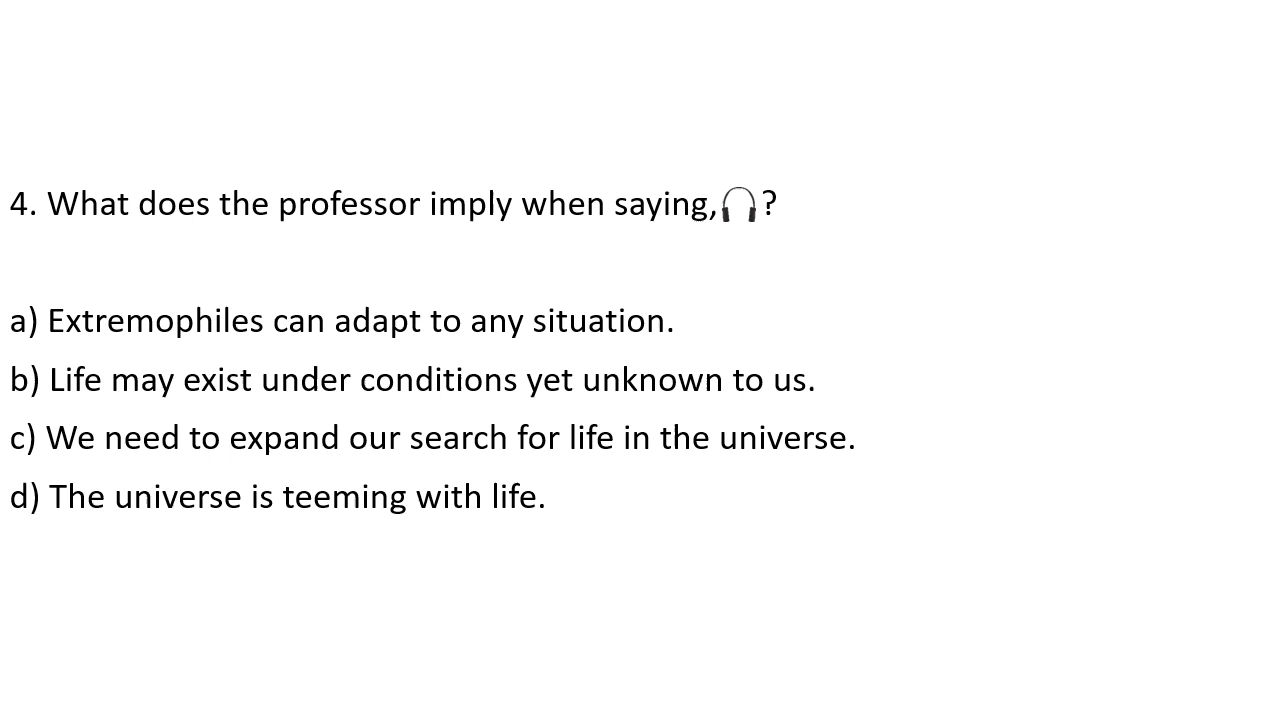 4. What does the professor imply when saying,🎧?
a) Extremophiles can adapt to any situation.
b) Life may exist under conditions yet unknown to us.
c) We need to expand our search for life in the universe.
d) The universe is teeming with life.